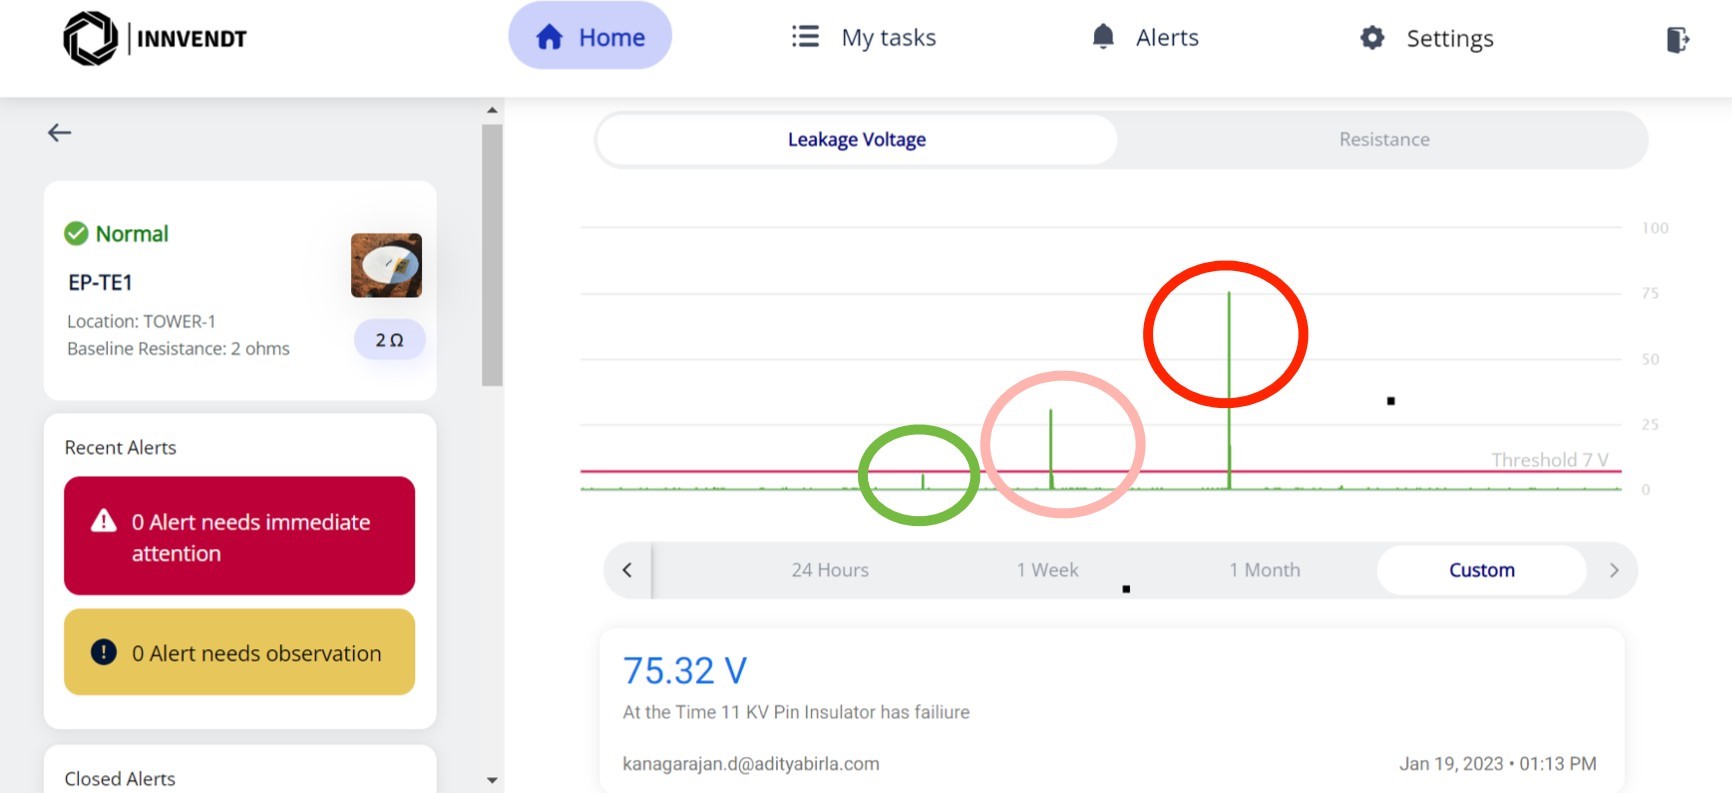 INNVENDT
Home
My tasks
Alerts
Settings
Normal
EP-TE1
Location: TOWER-1
Baseline Resistance: 2 ohms
2 Ω
Recent Alerts
0 Alert needs immediate
attention
0 Alert needs observation
Closed Alerts
Leakage Voltage
Resistance
100
75
50
25
Threshold 7 V
0
24 Hours
1 Week
1 Month
Custom
75.32 V
At the Time 11 KV Pin Insulator has failiure
kanagarajan.d@adityabirla.com
Jan 19, 2023 • 01:13 PM